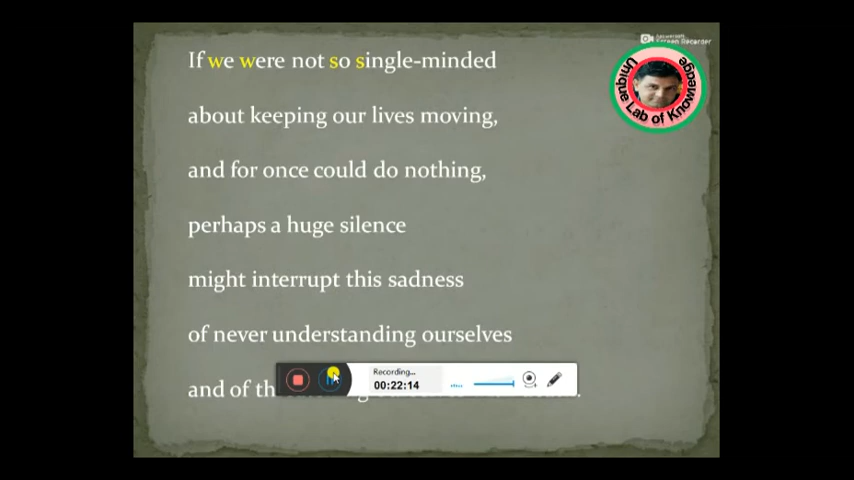 If we were not so single-minded
about keeping our lives moving,
and for once could do nothing,
perhaps a huge silence
might interrupt this sadness
of never understanding ourselves
and of
Screen Recorder
Unique Lab of Knowledge
Recording...
00:22:14